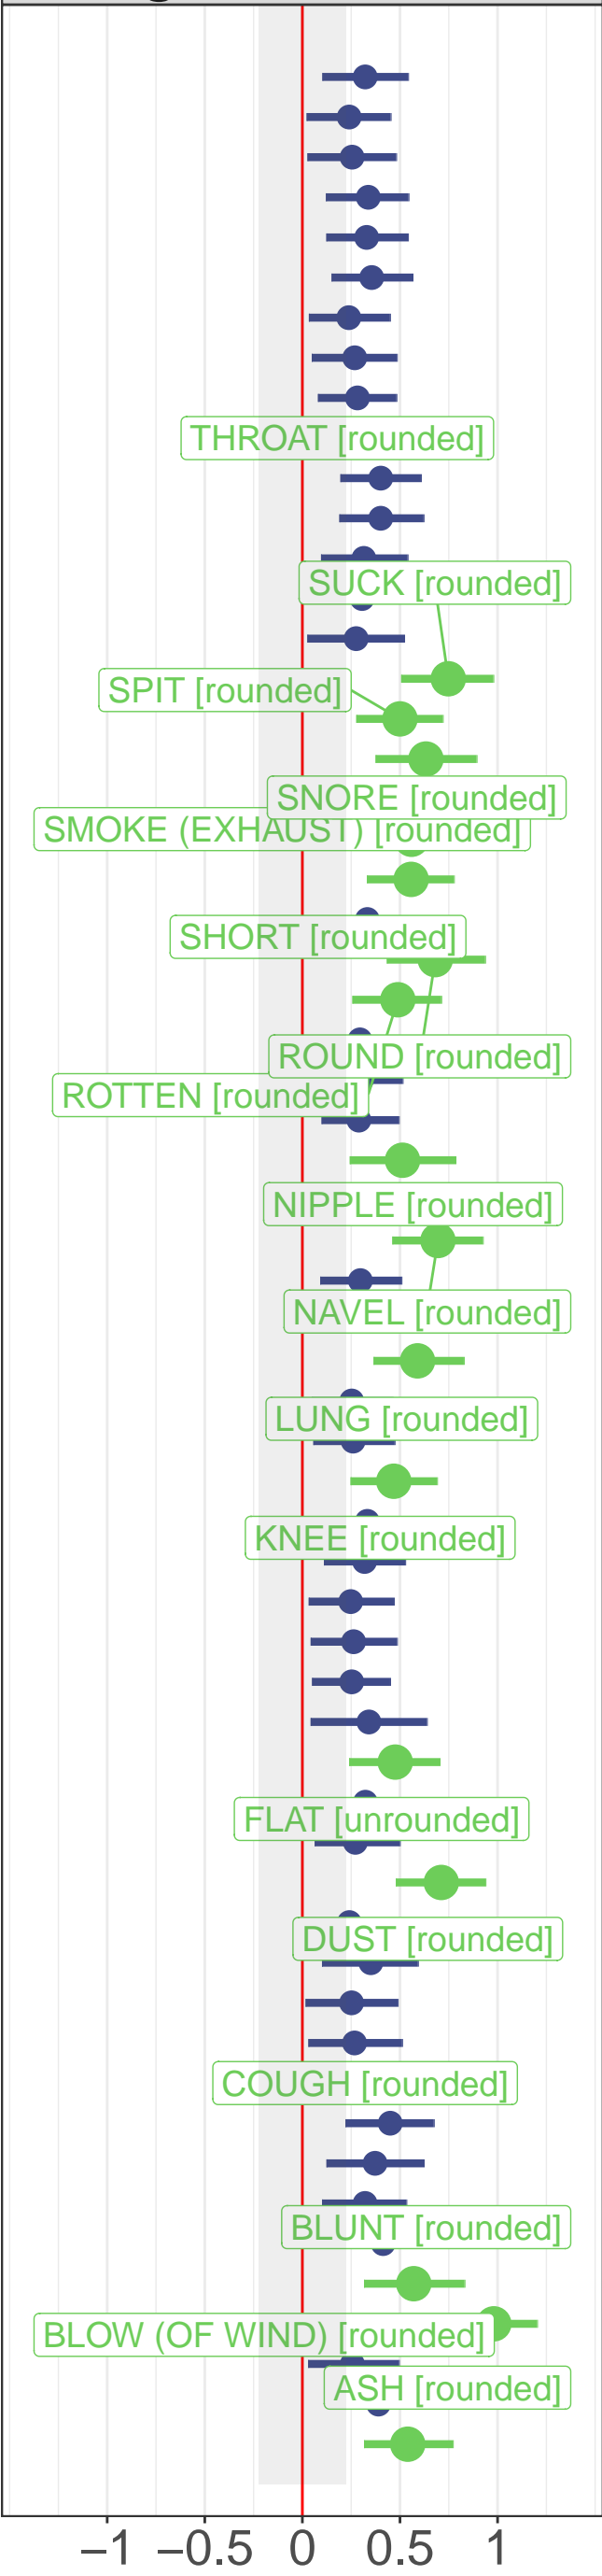 THROAT [rounded]
SUCK [rounded]
SPIT [rounded]
SNORE [rounded]
SMOKE (EXHAUST) [rounded]
SHORT [rounded]
ROUND [rounded]
ROTTEN [rounded]
NIPPLE [rounded]
NAVEL [rounded]
LUNG [rounded]
KNEE [rounded]
FLAT [unrounded]
DUST [rounded]
COUGH [rounded]
BLUNT [rounded]
BLOW (OF WIND) [rounded]
ASH [rounded]
−1 −0.5 0 0.5 1